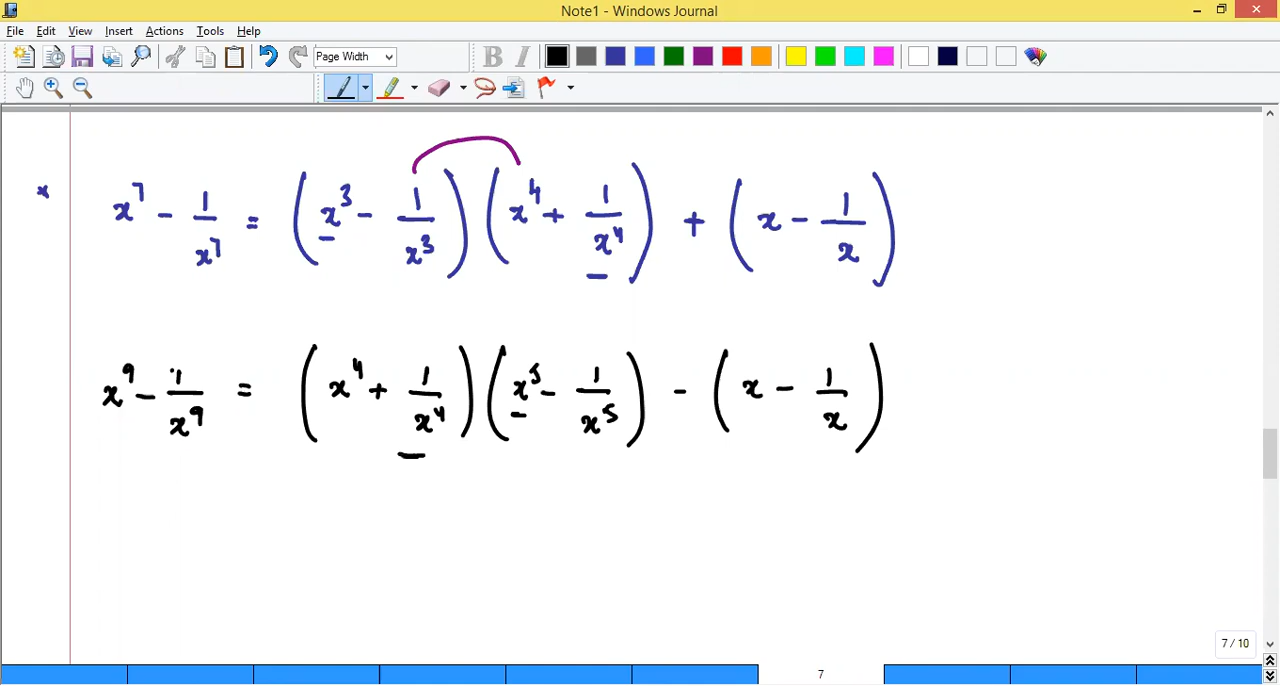 Note1 - Windows Journal
File Edit View Insert Actions Tools Help
Page Width B I
* x⁷ - 1/x⁷ = (x³ - 1/x³)(x⁴ + 1/x⁴) + (x - 1/x)
x⁹ - 1/x⁹ = (x⁴ + 1/x⁴)(x⁵ - 1/x⁵) - (x - 1/x)
7 / 10
7